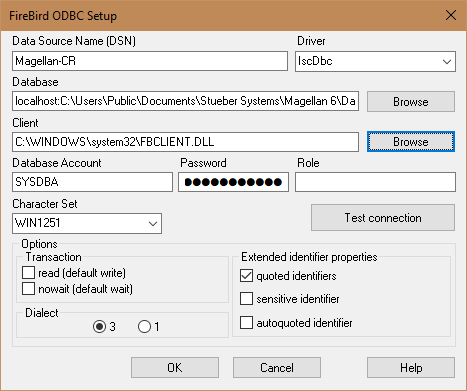 FireBird ODBC Setup
Data Source Name (DSN) Driver
Magellan-CR IscDbc
Database
localhost:C:\Users\Public\Documents\Stueber Systems\Magellan 6\Da Browse
Client
C:\WINDOWS\system32\FBCLIENT.DLL Browse
Database Account Password Role
SYSDBA ●●●●●●●●●●●
Character Set
WIN1251 Test connection
Options
Transaction Extended identifier properties
read (default write) quoted identifiers
nowait (default wait) sensitive identifier
Dialect autoquoted identifier
3 1
OK Cancel Help